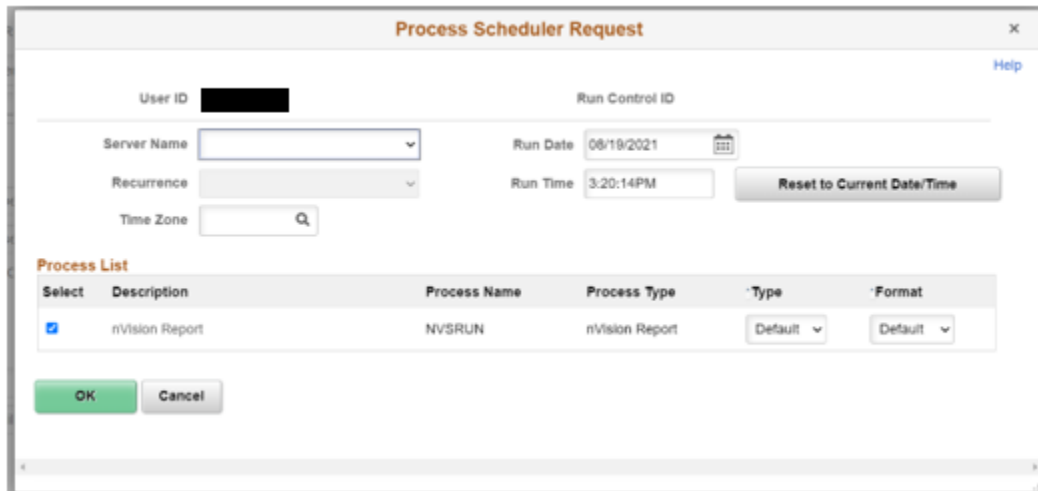 Process Scheduler Request ×
Help
User ID Run Control ID
Server Name Run Date 08/19/2021
Recurrence Run Time 3:20:14PM Reset to Current Date/Time
Time Zone
Process List
Select Description Process Name Process Type *Type *Format
nVision Report NVSRUN nVision Report Default Default
OK Cancel